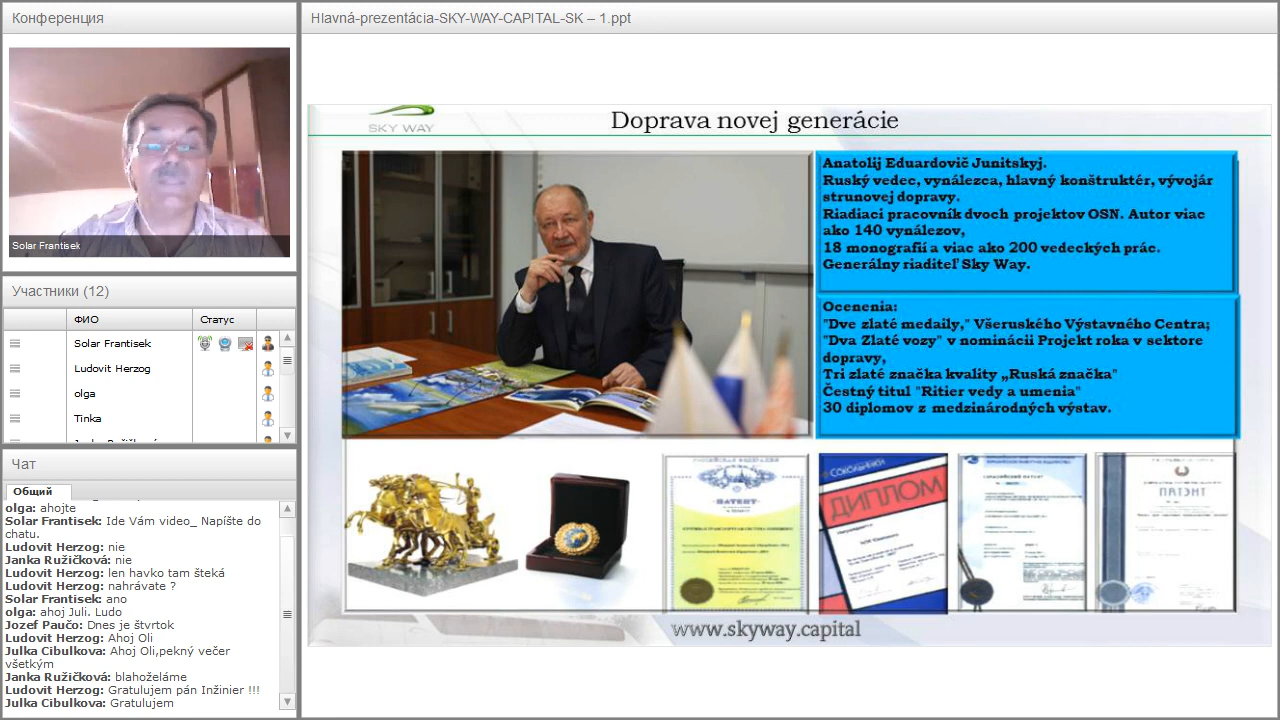 Конференция
Solar Frantisek
Участники (12)
ФИО
Статус
Solar Frantisek
Ludovit Herzog
olga
Tinka
Чат
Общий
olga: ahojte
Solar Frantisek: Ide Vám video_ Napíšte do
chatu.
Ludovit Herzog: nie
Janka Ružičková: nie
Ludovit Herzog: len havko tam šteká
Ludovit Herzog: nahrávate ?
Solar Frantisek: ano
olga: ahoj Juli. Ludo
Jozef Paučo: Dnes je štvrtok
Ludovit Herzog: Ahoj Oli
Julka Cibulkova: Ahoj Oli,pekný večer
všetkým
Janka Ružičková: blahoželáme
Ludovit Herzog: Gratulujem pán Inžinier !!!
Julka Cibulkova: Gratulujem
Hlavná-prezentácia-SKY-WAY-CAPITAL-SK – 1.ppt
SKY WAY
Doprava novej generácie
Anatolij Eduardovič Junitskyj.
Ruský vedec, vynálezca, hlavný konštruktér, vývojár
strunovej dopravy.
Riadiaci pracovník dvoch projektov OSN. Autor viac
ako 140 vynálezov,
18 monografií a viac ako 200 vedeckých prác.
Generálny riaditeľ Sky Way.
Ocenenia:
"Dve zlaté medaily," Všeruského Výstavného Centra;
"Dva Zlaté vozy" v nominácii Projekt roka v sektore
dopravy,
Tri zlaté značka kvality „Ruská značka"
Čestný titul "Ritier vedy a umenia"
30 diplomov z medzinárodných výstav.
ПАТЕНТ
СОКОЛЬНИКИ
ДИПЛОМ
ПАТЭНТ
www.skyway.capital